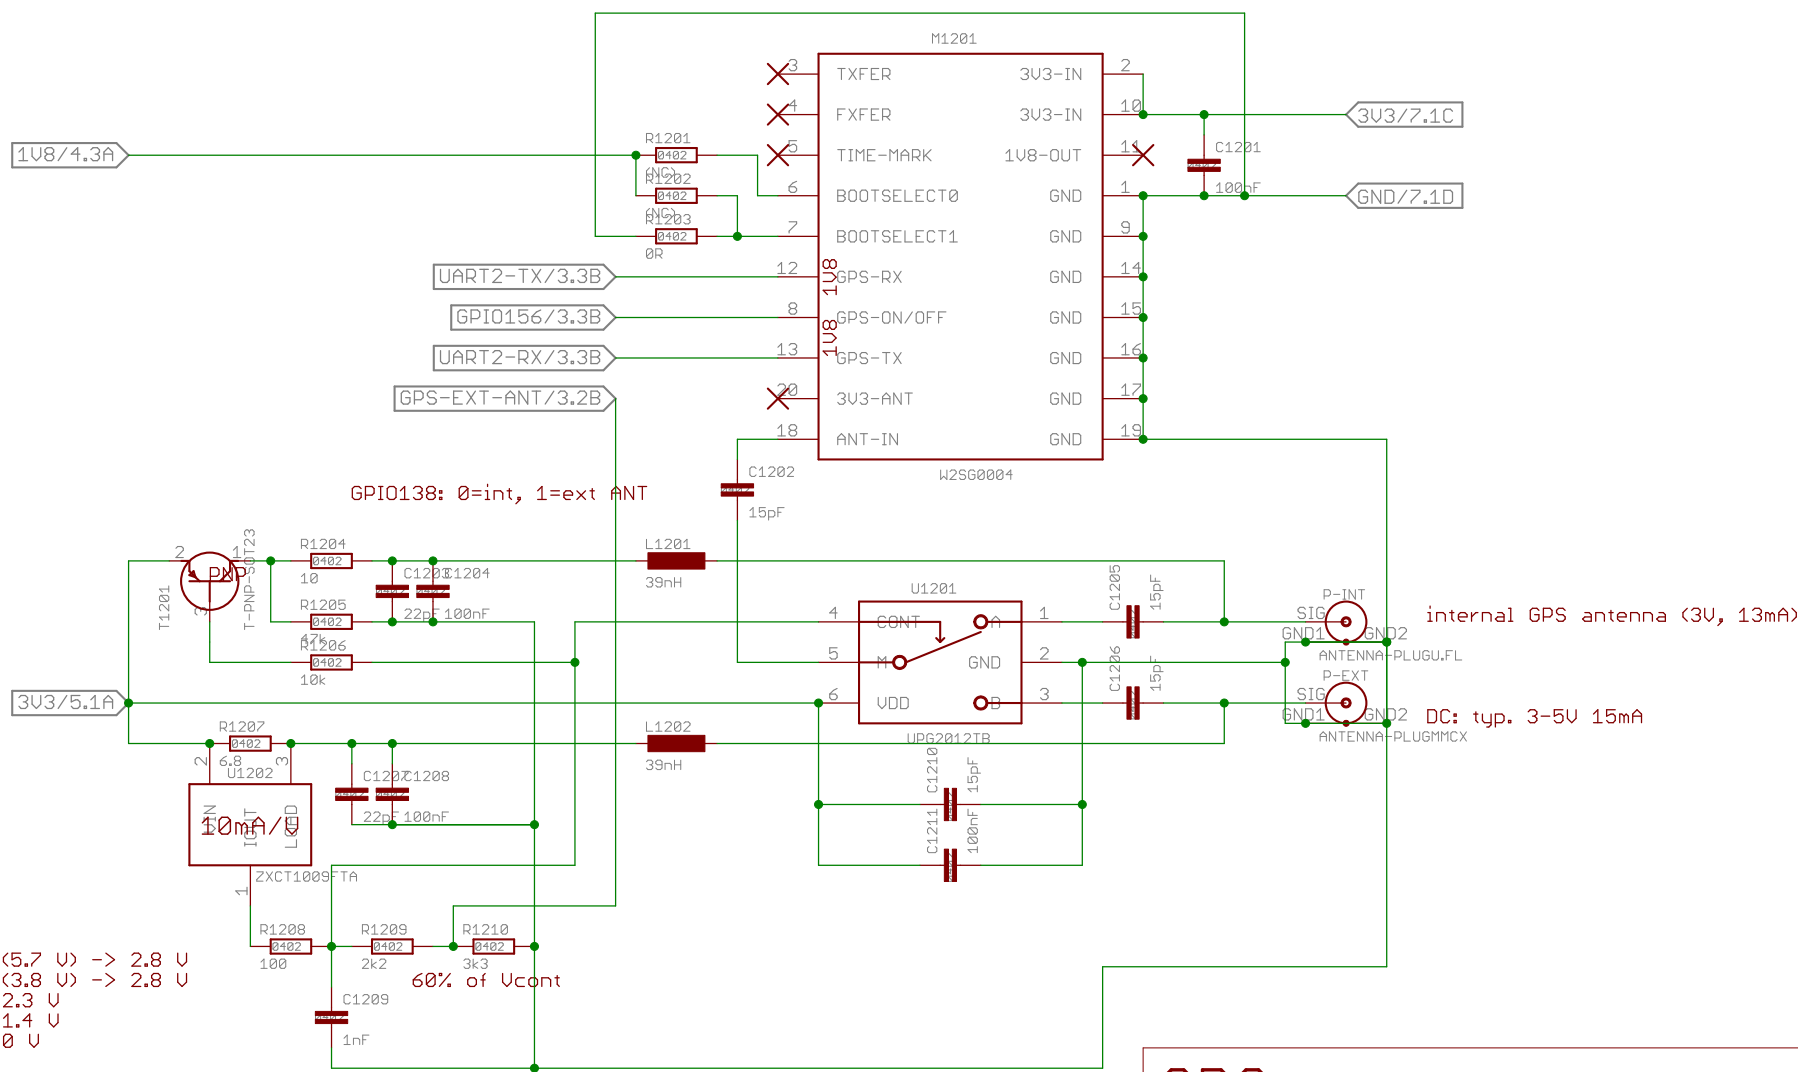 M1201
3 TXFER 3V3-IN 2
4 FXFER 3V3-IN 10
3V3/7.1C
5 TIME-MARK 1V8-OUT 11
1V8/4.3A
R1201
0402
(NC)
R1202
0402
(NC)
R1203
0402
0R
C1201
100nF
6 BOOTSELECT0 GND 1
GND/7.1D
7 BOOTSELECT1 GND 9
UART2-TX/3.3B
12 GPS-RX GND 14
1V8
GPIO156/3.3B
8 GPS-ON/OFF GND 15
1V8
UART2-RX/3.3B
13 GPS-TX GND 16
GPS-EXT-ANT/3.2B
20 3V3-ANT GND 17
18 ANT-IN GND 19
W2SG0004
C1202
15pF
GPIO138: 0=int, 1=ext ANT
2 PNP 1
3
T1201
T-PNP-SOT23
R1204
0402
10
R1205
0402
47k
R1206
0402
10k
C1203
22pF
C1204
100nF
L1201
39nH
U1201
4 CONT A 1
5 M GND 2
6 VDD B 3
UPG2012TB
C1205
15pF
C1206
15pF
P-INT
SIG
GND1 GND2
ANTENNA-PLUGU.FL
internal GPS antenna (3V, 13mA)
P-EXT
SIG
GND1 GND2
ANTENNA-PLUGMMCX
DC: typ. 3-5V 15mA
3V3/5.1A
R1207
0402
6.8
2 3
U1202
VIN IOUT LOAD
10mA/V
1
ZXCT1009FTA
C1207
22pF
C1208
100nF
L1202
39nH
C1210
15pF
C1211
100nF
R1208
0402
100
R1209
0402
2k2
R1210
0402
3k3
60% of Vcont
C1209
1nF
(5.7 V) -> 2.8 V
(3.8 V) -> 2.8 V
2.3 V
1.4 V
0 V